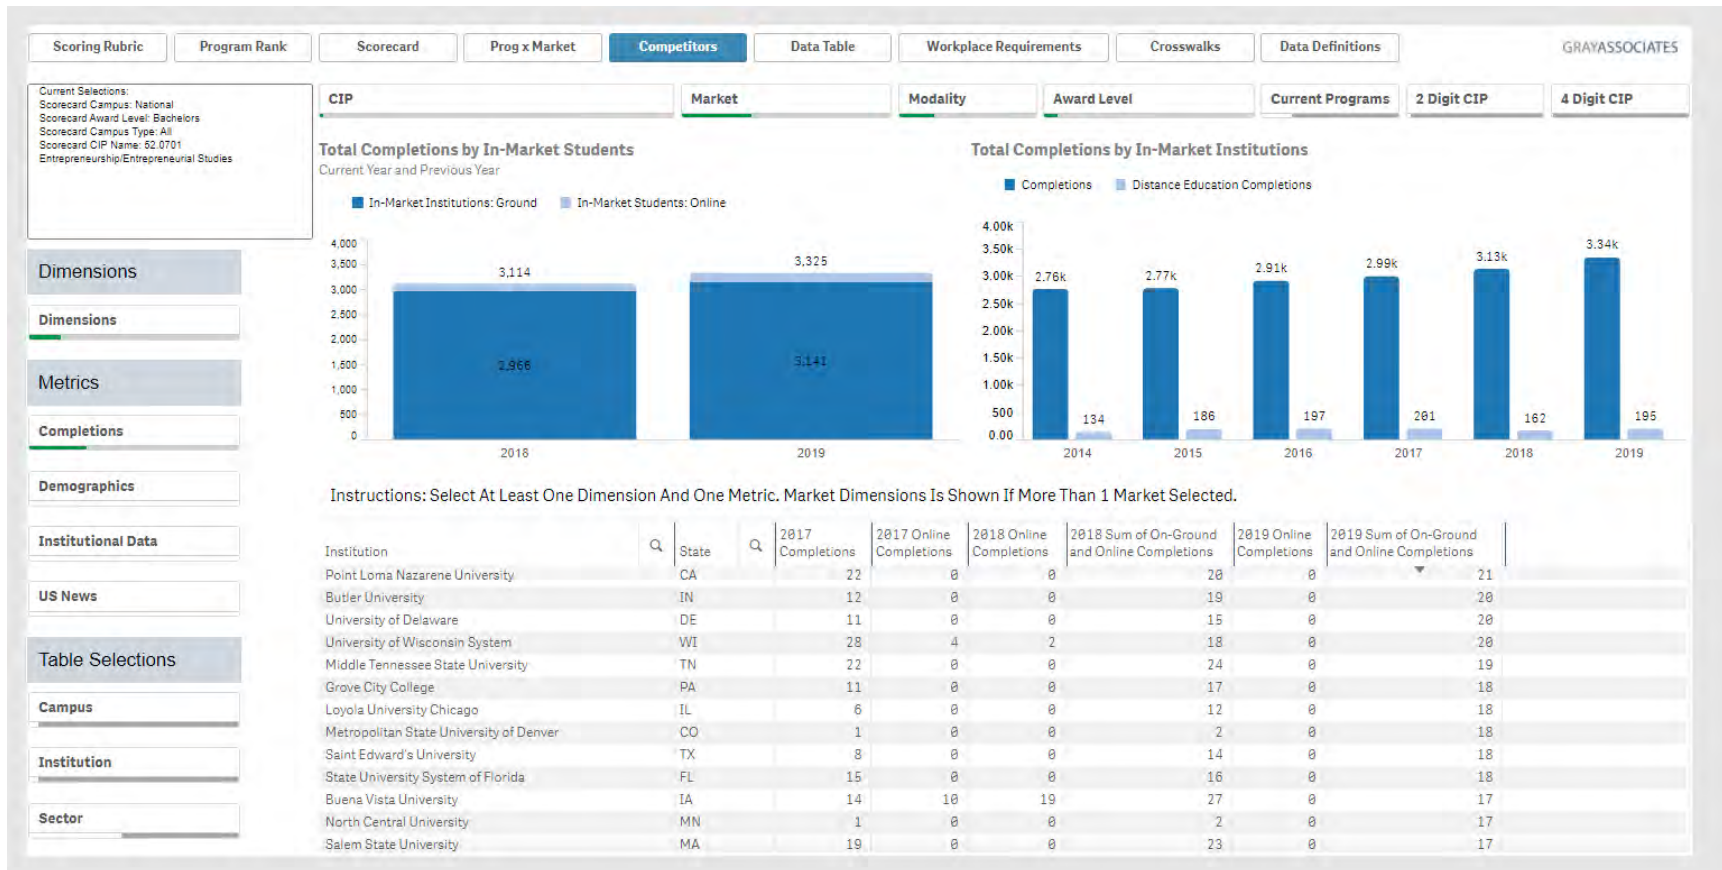 Scoring Rubric
Program Rank
Scorecard
Prog x Market
Competitors
Data Table
Workplace Requirements
Crosswalks
Data Definitions
GRAYASSOCIATES
Current Selections:
Scorecard Campus: National
Scorecard Award Level: Bachelors
Scorecard Campus Type: All
Scorecard CIP Name: 52.0701
Entrepreneurship/Entrepreneurial Studies
CIP
Market
Modality
Award Level
Current Programs
2 Digit CIP
4 Digit CIP
Dimensions
Dimensions
Metrics
Completions
Demographics
Institutional Data
US News
Table Selections
Campus
Institution
Sector
Total Completions by In-Market Students
Current Year and Previous Year
In-Market Institutions: Ground
In-Market Students: Online
4,000
3,500
3,000
2,500
2,000
1,500
1,000
500
0
3,114
2,966
3,325
3,141
2018
2019
Total Completions by In-Market Institutions
Completions
Distance Education Completions
4.00k
3.50k
3.00k
2.50k
2.00k
1.50k
1.00k
500
0.00
2.76k
134
2.77k
186
2.91k
197
2.99k
201
3.13k
162
3.34k
195
2014
2015
2016
2017
2018
2019
Instructions: Select At Least One Dimension And One Metric. Market Dimensions Is Shown If More Than 1 Market Selected.
Institution
State
2017
Completions
2017 Online
Completions
2018 Online
Completions
2018 Sum of On-Ground
and Online Completions
2019 Online
Completions
2019 Sum of On-Ground
and Online Completions
Point Loma Nazarene University CA 22 0 0 20 0 21
Butler University IN 12 0 0 19 0 20
University of Delaware DE 11 0 0 15 0 20
University of Wisconsin System WI 28 4 2 18 0 20
Middle Tennessee State University TN 22 0 0 24 0 19
Grove City College PA 11 0 0 17 0 18
Loyola University Chicago IL 6 0 0 12 0 18
Metropolitan State University of Denver CO 1 0 0 2 0 18
Saint Edward's University TX 8 0 0 14 0 18
State University System of Florida FL 15 0 0 16 0 18
Buena Vista University IA 14 10 19 27 0 17
North Central University MN 1 0 0 2 0 17
Salem State University MA 19 0 0 23 0 17